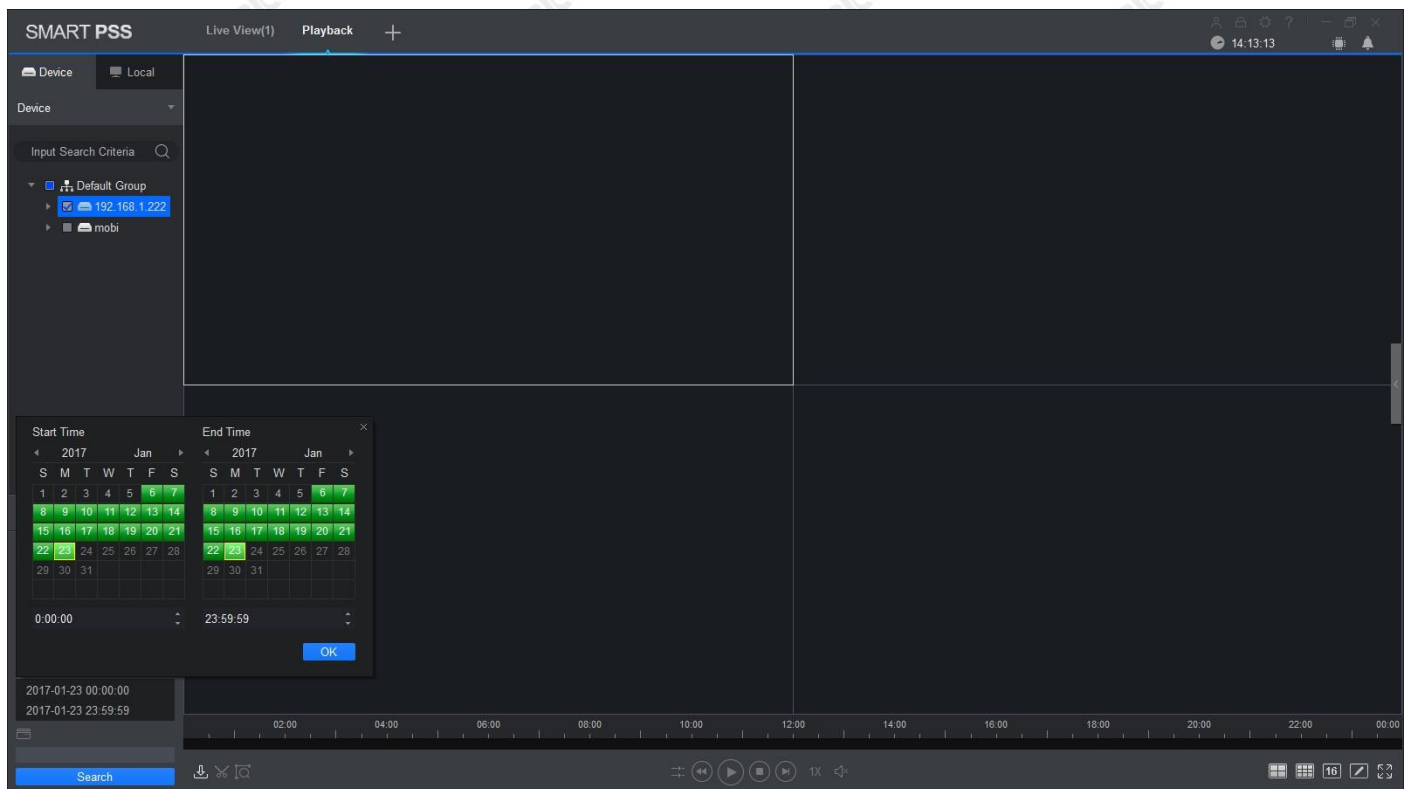 SMART PSS
Live View(1) Playback
14:13:13
Device Local
Device
Input Search Criteria
Default Group
192.168.1.222
mobi
Start Time End Time
2017 Jan 2017 Jan
S M T W T F S S M T W T F S
1 2 3 4 5 6 7 1 2 3 4 5 6 7
8 9 10 11 12 13 14 8 9 10 11 12 13 14
15 16 17 18 19 20 21 15 16 17 18 19 20 21
22 23 24 25 26 27 28 22 23 24 25 26 27 28
29 30 31 29 30 31
0:00:00 23:59:59
OK
2017-01-23 00:00:00
2017-01-23 23:59:59
02:00 04:00 06:00 08:00 10:00 12:00 14:00 16:00 18:00 20:00 22:00 00:00
Search
1X
16